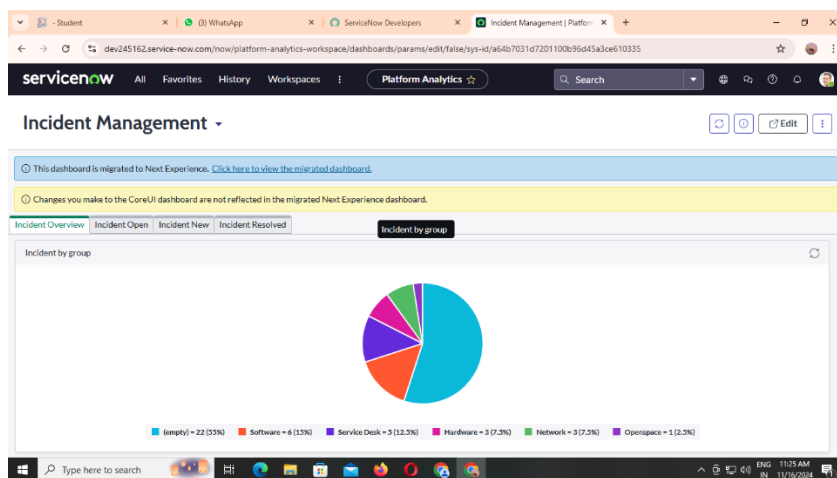 - Student
(3) WhatsApp
ServiceNow Developers
Incident Management | Platform
dev245162.service-now.com/now/platform-analytics-workspace/dashboards/params/edit/false/sys-id/a64b7031d7201100b96d45a3ce610335
servicenow All Favorites History Workspaces Platform Analytics Search
Incident Management
Edit
This dashboard is migrated to Next Experience. Click here to view the migrated dashboard.
Changes you make to the CoreUI dashboard are not reflected in the migrated Next Experience dashboard.
Incident Overview Incident Open Incident New Incident Resolved
Incident by group
Incident by group
(empty) = 22 (55%) Software = 6 (15%) Service Desk = 5 (12.5%) Hardware = 3 (7.5%) Network = 3 (7.5%) Openspace = 1 (2.5%)
Type here to search
ENG 11:25 AM
IN 11/16/2024